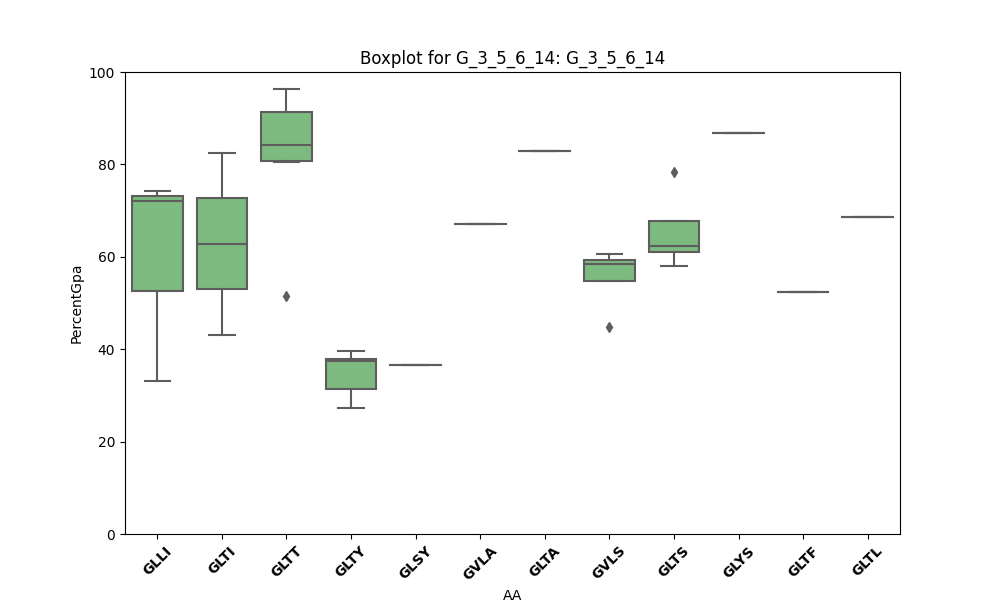 Boxplot for G_3_5_6_14: G_3_5_6_14
PercentGpa
100
80
60
40
20
0
GLLI GLTI GLTT GLTY GLSY GVLA GLTA GVLS GLTS GLYS GLTF GLTL
AA